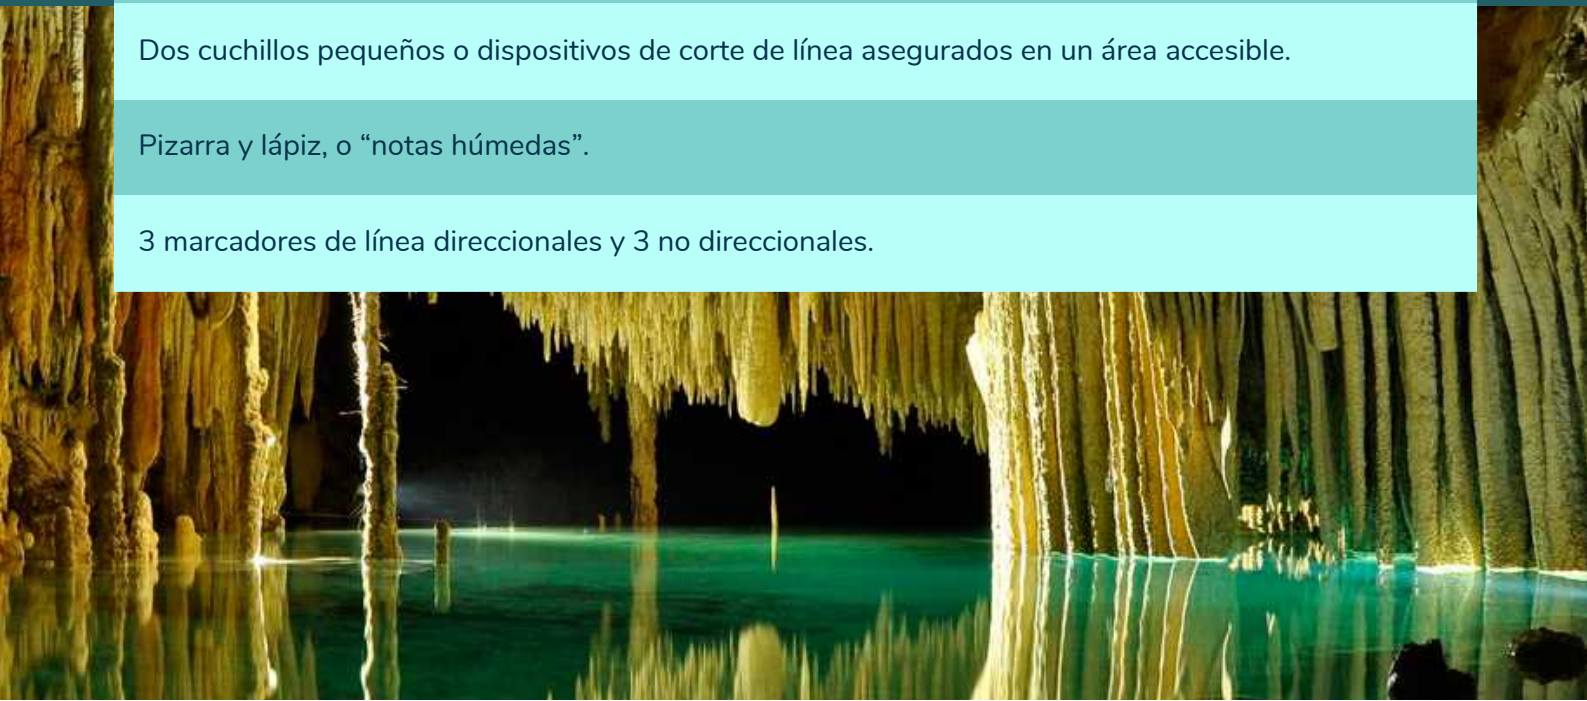 Dos cuchillos pequeños o dispositivos de corte de línea asegurados en un área accesible.
Pizarra y lápiz, o “notas húmedas”.
3 marcadores de línea direccionales y 3 no direccionales.